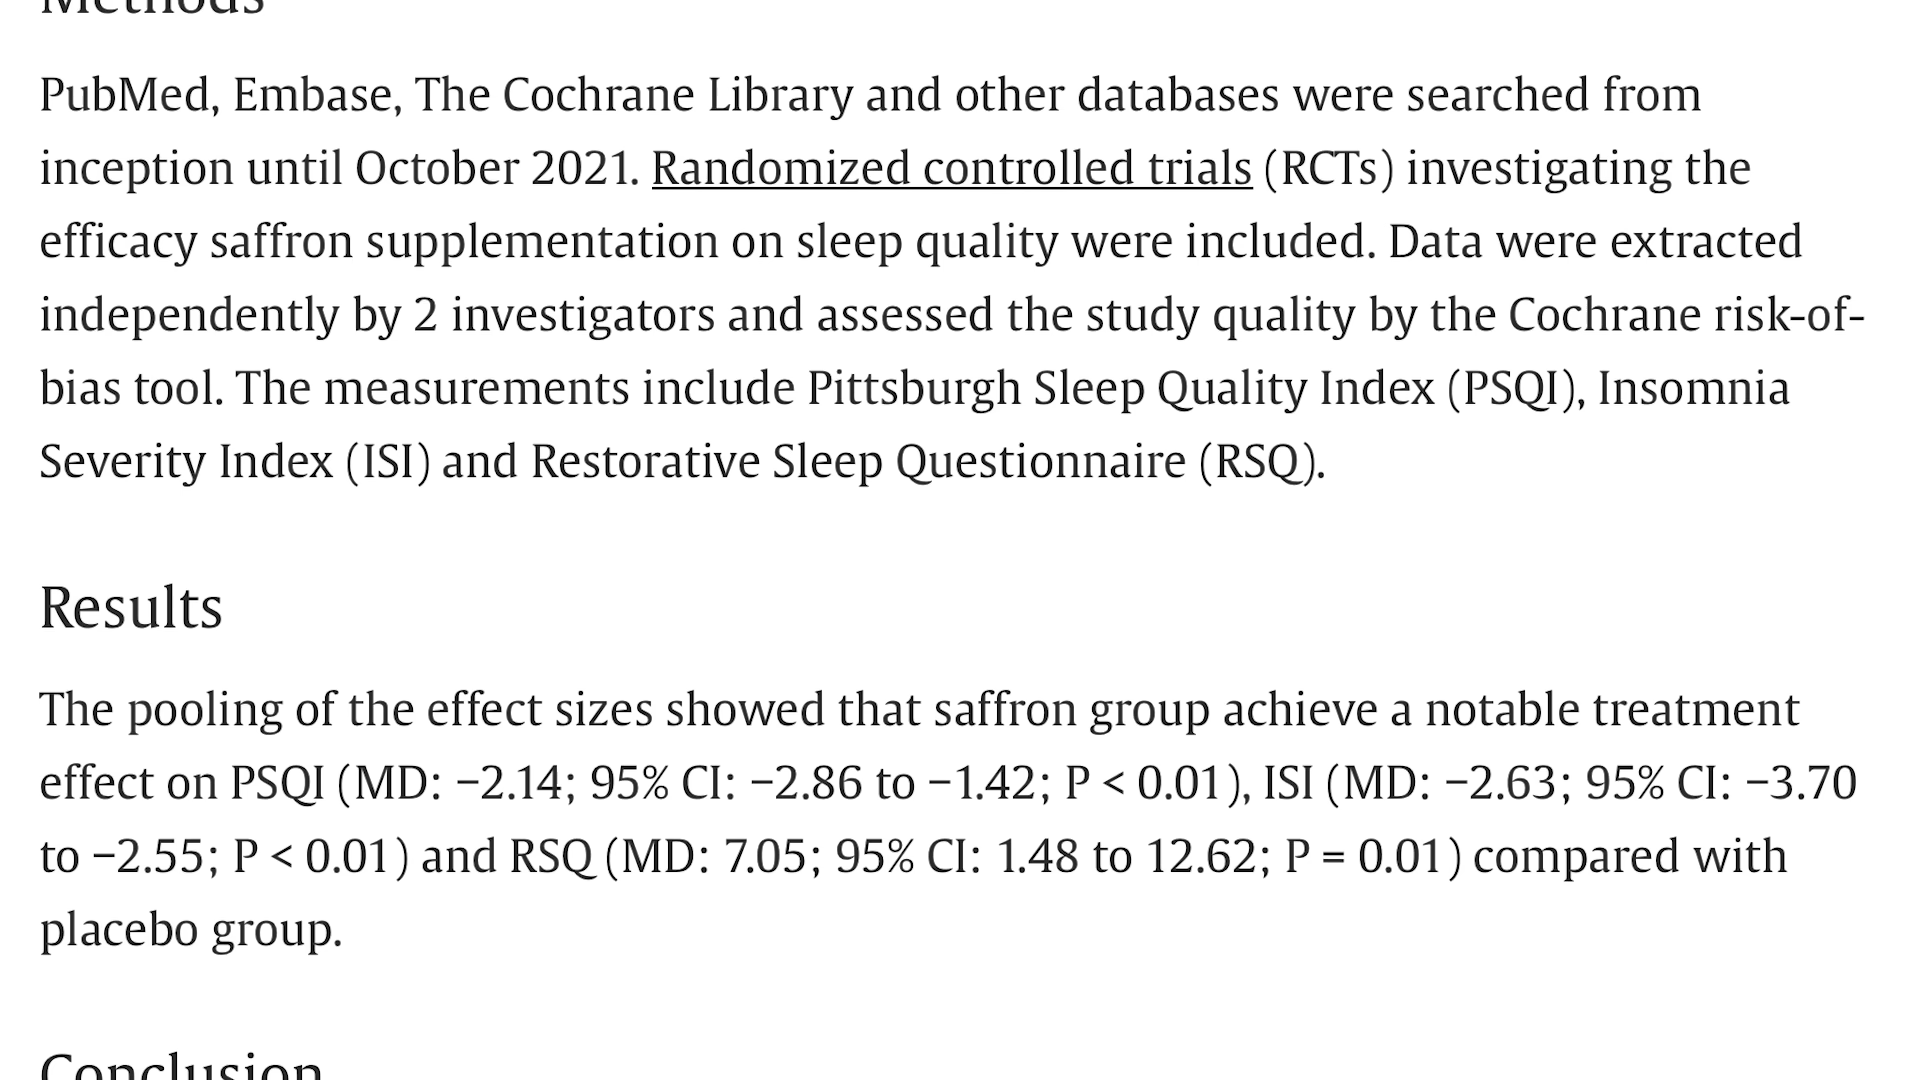 Methods
PubMed, Embase, The Cochrane Library and other databases were searched from
inception until October 2021. Randomized controlled trials (RCTs) investigating the
efficacy saffron supplementation on sleep quality were included. Data were extracted
independently by 2 investigators and assessed the study quality by the Cochrane risk-of-
bias tool. The measurements include Pittsburgh Sleep Quality Index (PSQI), Insomnia
Severity Index (ISI) and Restorative Sleep Questionnaire (RSQ).
Results
The pooling of the effect sizes showed that saffron group achieve a notable treatment
effect on PSQI (MD: −2.14; 95% CI: −2.86 to −1.42; P < 0.01), ISI (MD: −2.63; 95% CI: −3.70
to −2.55; P < 0.01) and RSQ (MD: 7.05; 95% CI: 1.48 to 12.62; P = 0.01) compared with
placebo group.
Conclusion